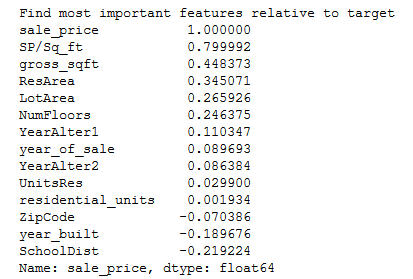 Find most important features relative to target
sale_price 1.000000
SP/Sq_ft 0.799992
gross_sqft 0.448373
ResArea 0.345071
LotArea 0.265926
NumFloors 0.246375
YearAlter1 0.110347
year_of_sale 0.089693
YearAlter2 0.086384
UnitsRes 0.029900
residential_units 0.001934
ZipCode -0.070386
year_built -0.189676
SchoolDist -0.219224
Name: sale_price, dtype: float64